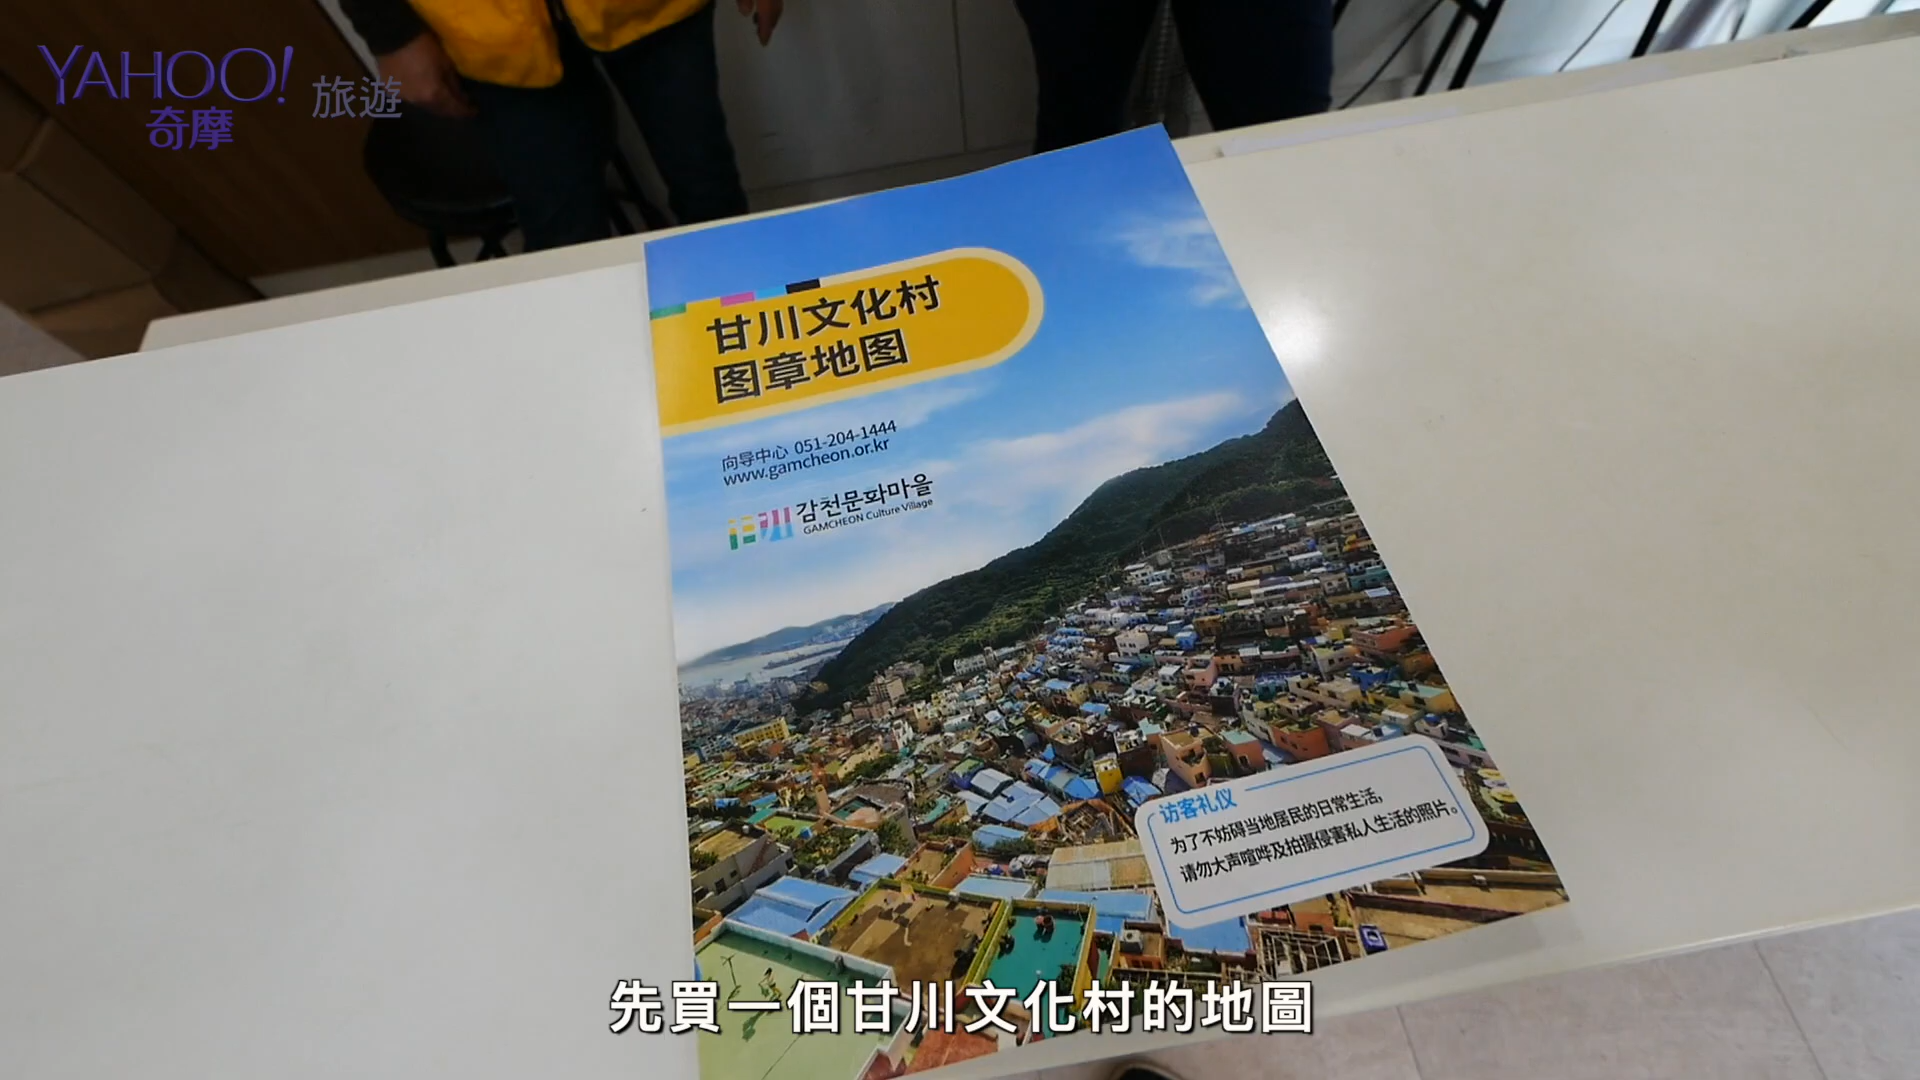 YAHOO!
奇摩
旅遊
甘川文化村
图章地图
向导中心 051-204-1444
www.gamcheon.or.kr
감천문화마을
GAMCHEON Culture Village
访客礼仪
为了不妨碍当地居民的日常生活,
请勿大声喧哗及拍摄侵害私人生活的照片。
先買一個甘川文化村的地圖